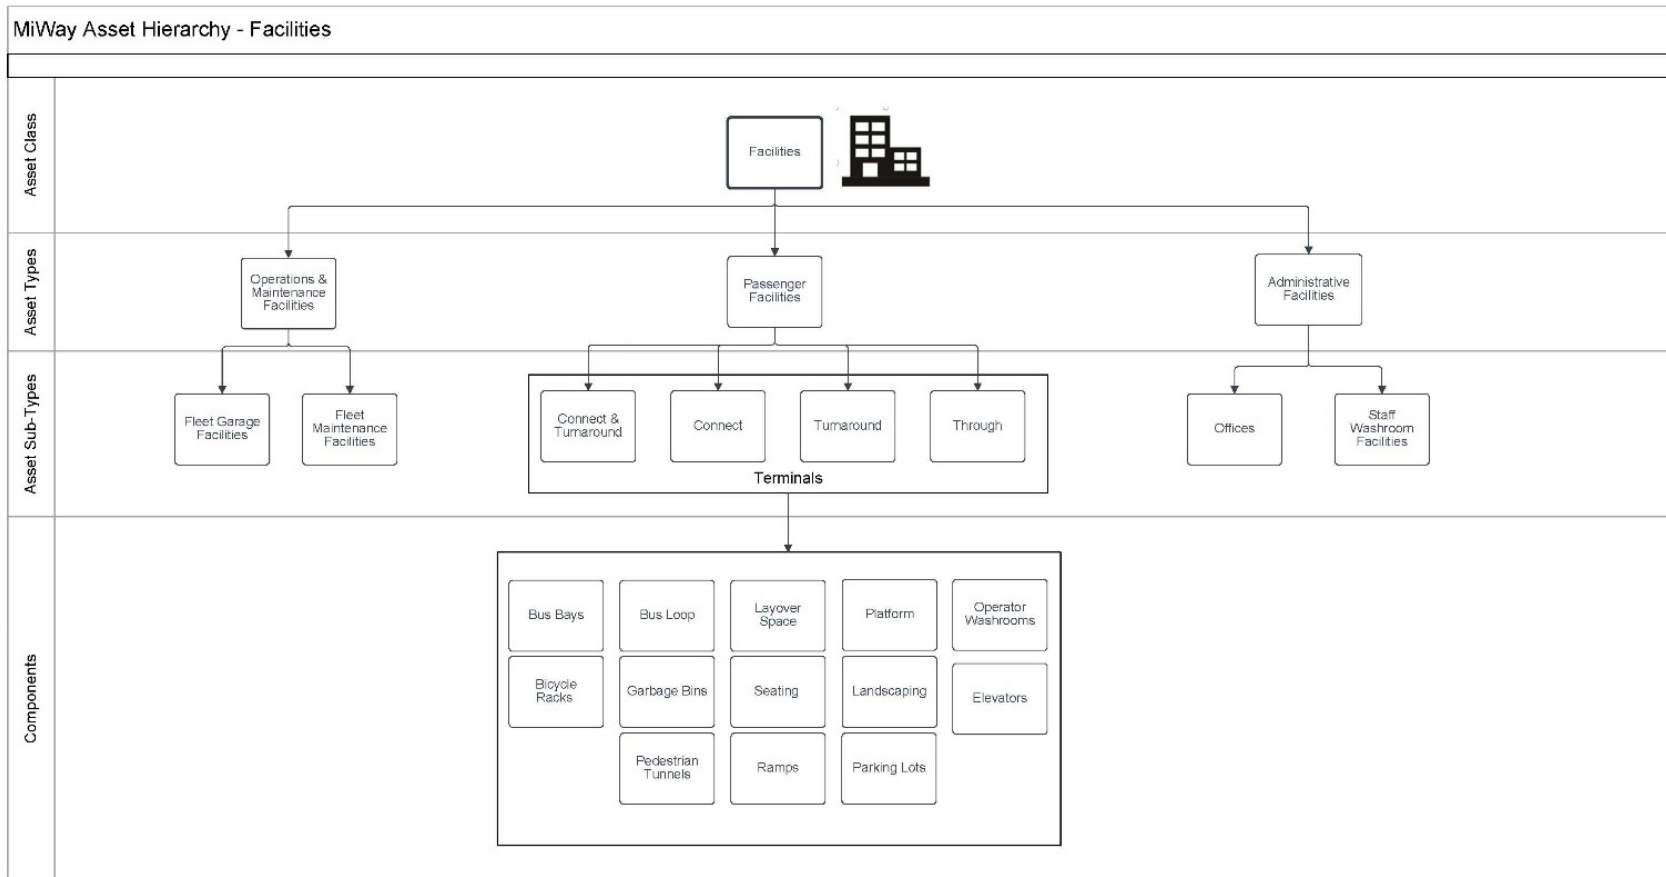 MiWay Asset Hierarchy - Facilities
Asset Class
Facilities
Asset Types
Operations &
Maintenance
Facilities
Passenger
Facilities
Administrative
Facilities
Asset Sub-Types
Fleet Garage
Facilities
Fleet
Maintenance
Facilities
Connect &
Turnaround
Connect
Turnaround
Through
Terminals
Offices
Staff
Washroom
Facilities
Components
Bus Bays
Bus Loop
Layover
Space
Platform
Operator
Washrooms
Bicycle
Racks
Garbage Bins
Seating
Landscaping
Elevators
Pedestrian
Tunnels
Ramps
Parking Lots